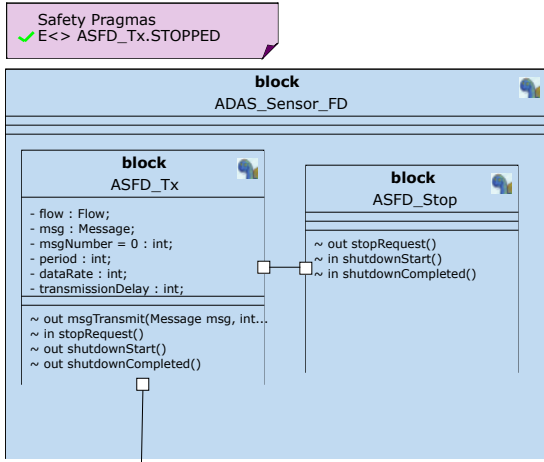 Safety Pragmas
E<> ASFD_Tx.STOPPED
block
ADAS_Sensor_FD
block
ASFD_Tx
- flow : Flow;
- msg : Message;
- msgNumber = 0 : int;
- period : int;
- dataRate : int;
- transmissionDelay : int;
~ out msgTransmit(Message msg, int...
~ in stopRequest()
~ out shutdownStart()
~ out shutdownCompleted()
block
ASFD_Stop
~ out stopRequest()
~ in shutdownStart()
~ in shutdownCompleted()